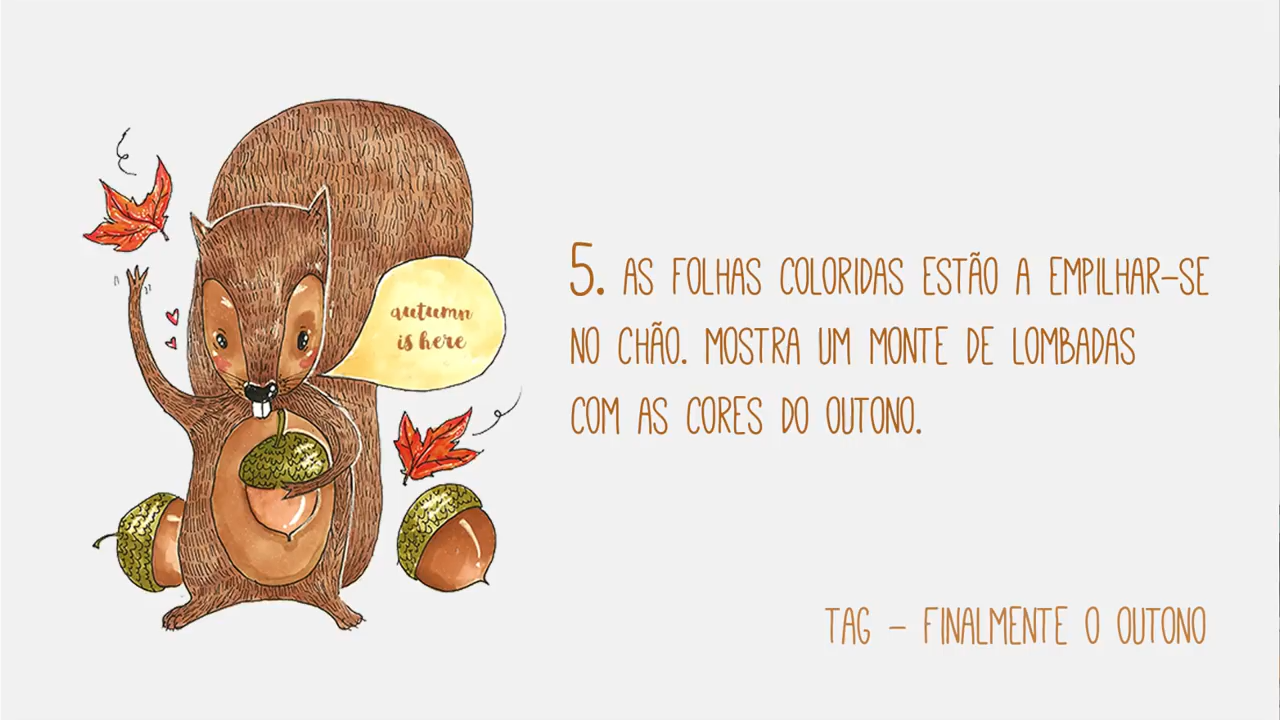 autumn
is here
5. AS FOLHAS COLORIDAS ESTÃO A EMPILHAR-SE
NO CHÃO. MOSTRA UM MONTE DE LOMBADAS
COM AS CORES DO OUTONO.
TAG - FINALMENTE O OUTONO